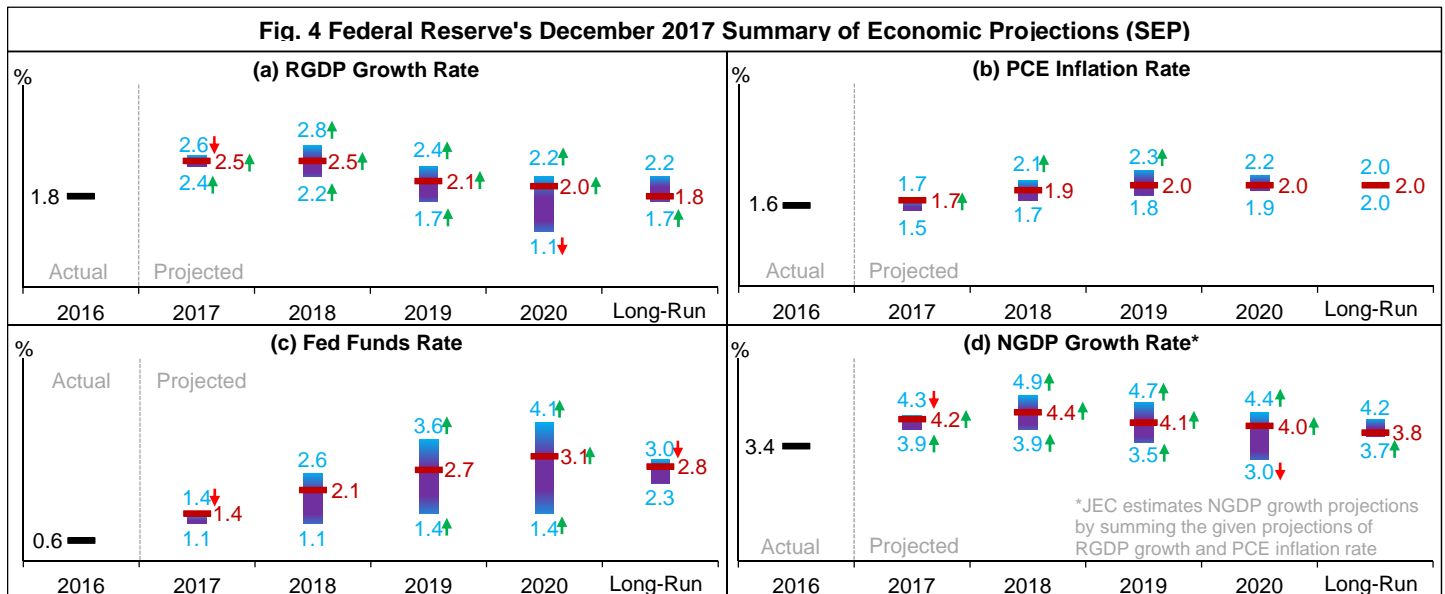 Fig. 4 Federal Reserve's December 2017 Summary of Economic Projections (SEP)
(a) RGDP Growth Rate
%
2.6 2.8 2.4 2.2 2.2
2.5 2.5 2.1 2.0 1.8
2.4 2.2 1.7 1.1 1.7
1.8
Actual Projected
2016 2017 2018 2019 2020 Long-Run
(b) PCE Inflation Rate
%
1.7 2.1 2.3 2.2 2.0
1.7 1.9 2.0 2.0 2.0
1.5 1.7 1.8 1.9 2.0
1.6
Actual Projected
2016 2017 2018 2019 2020 Long-Run
(c) Fed Funds Rate
%
Actual Projected
1.4 2.6 3.6 4.1 3.0
1.4 2.1 2.7 3.1 2.8
1.1 1.1 1.4 1.4 2.3
0.6
2016 2017 2018 2019 2020 Long-Run
(d) NGDP Growth Rate*
%
4.3 4.9 4.7 4.4 4.2
4.2 4.4 4.1 4.0 3.8
3.9 3.9 3.5 3.0 3.7
3.4
*JEC estimates NGDP growth projections
by summing the given projections of
RGDP growth and PCE inflation rate
Actual Projected
2016 2017 2018 2019 2020 Long-Run